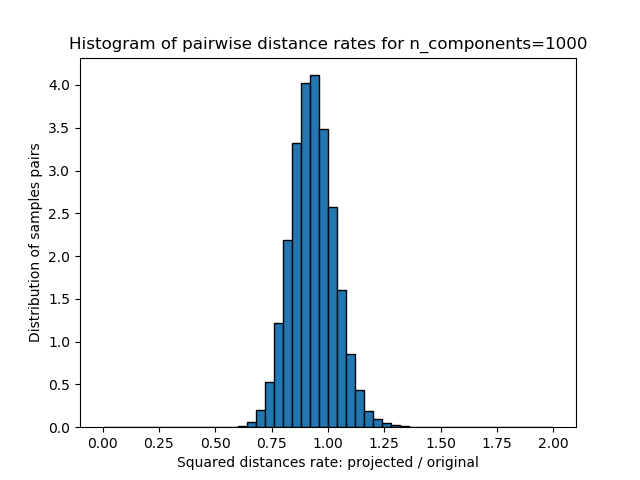 Histogram of pairwise distance rates for n_components=1000
Distribution of samples pairs
4.0
3.5
3.0
2.5
2.0
1.5
1.0
0.5
0.0
0.00 0.25 0.50 0.75 1.00 1.25 1.50 1.75 2.00
Squared distances rate: projected / original